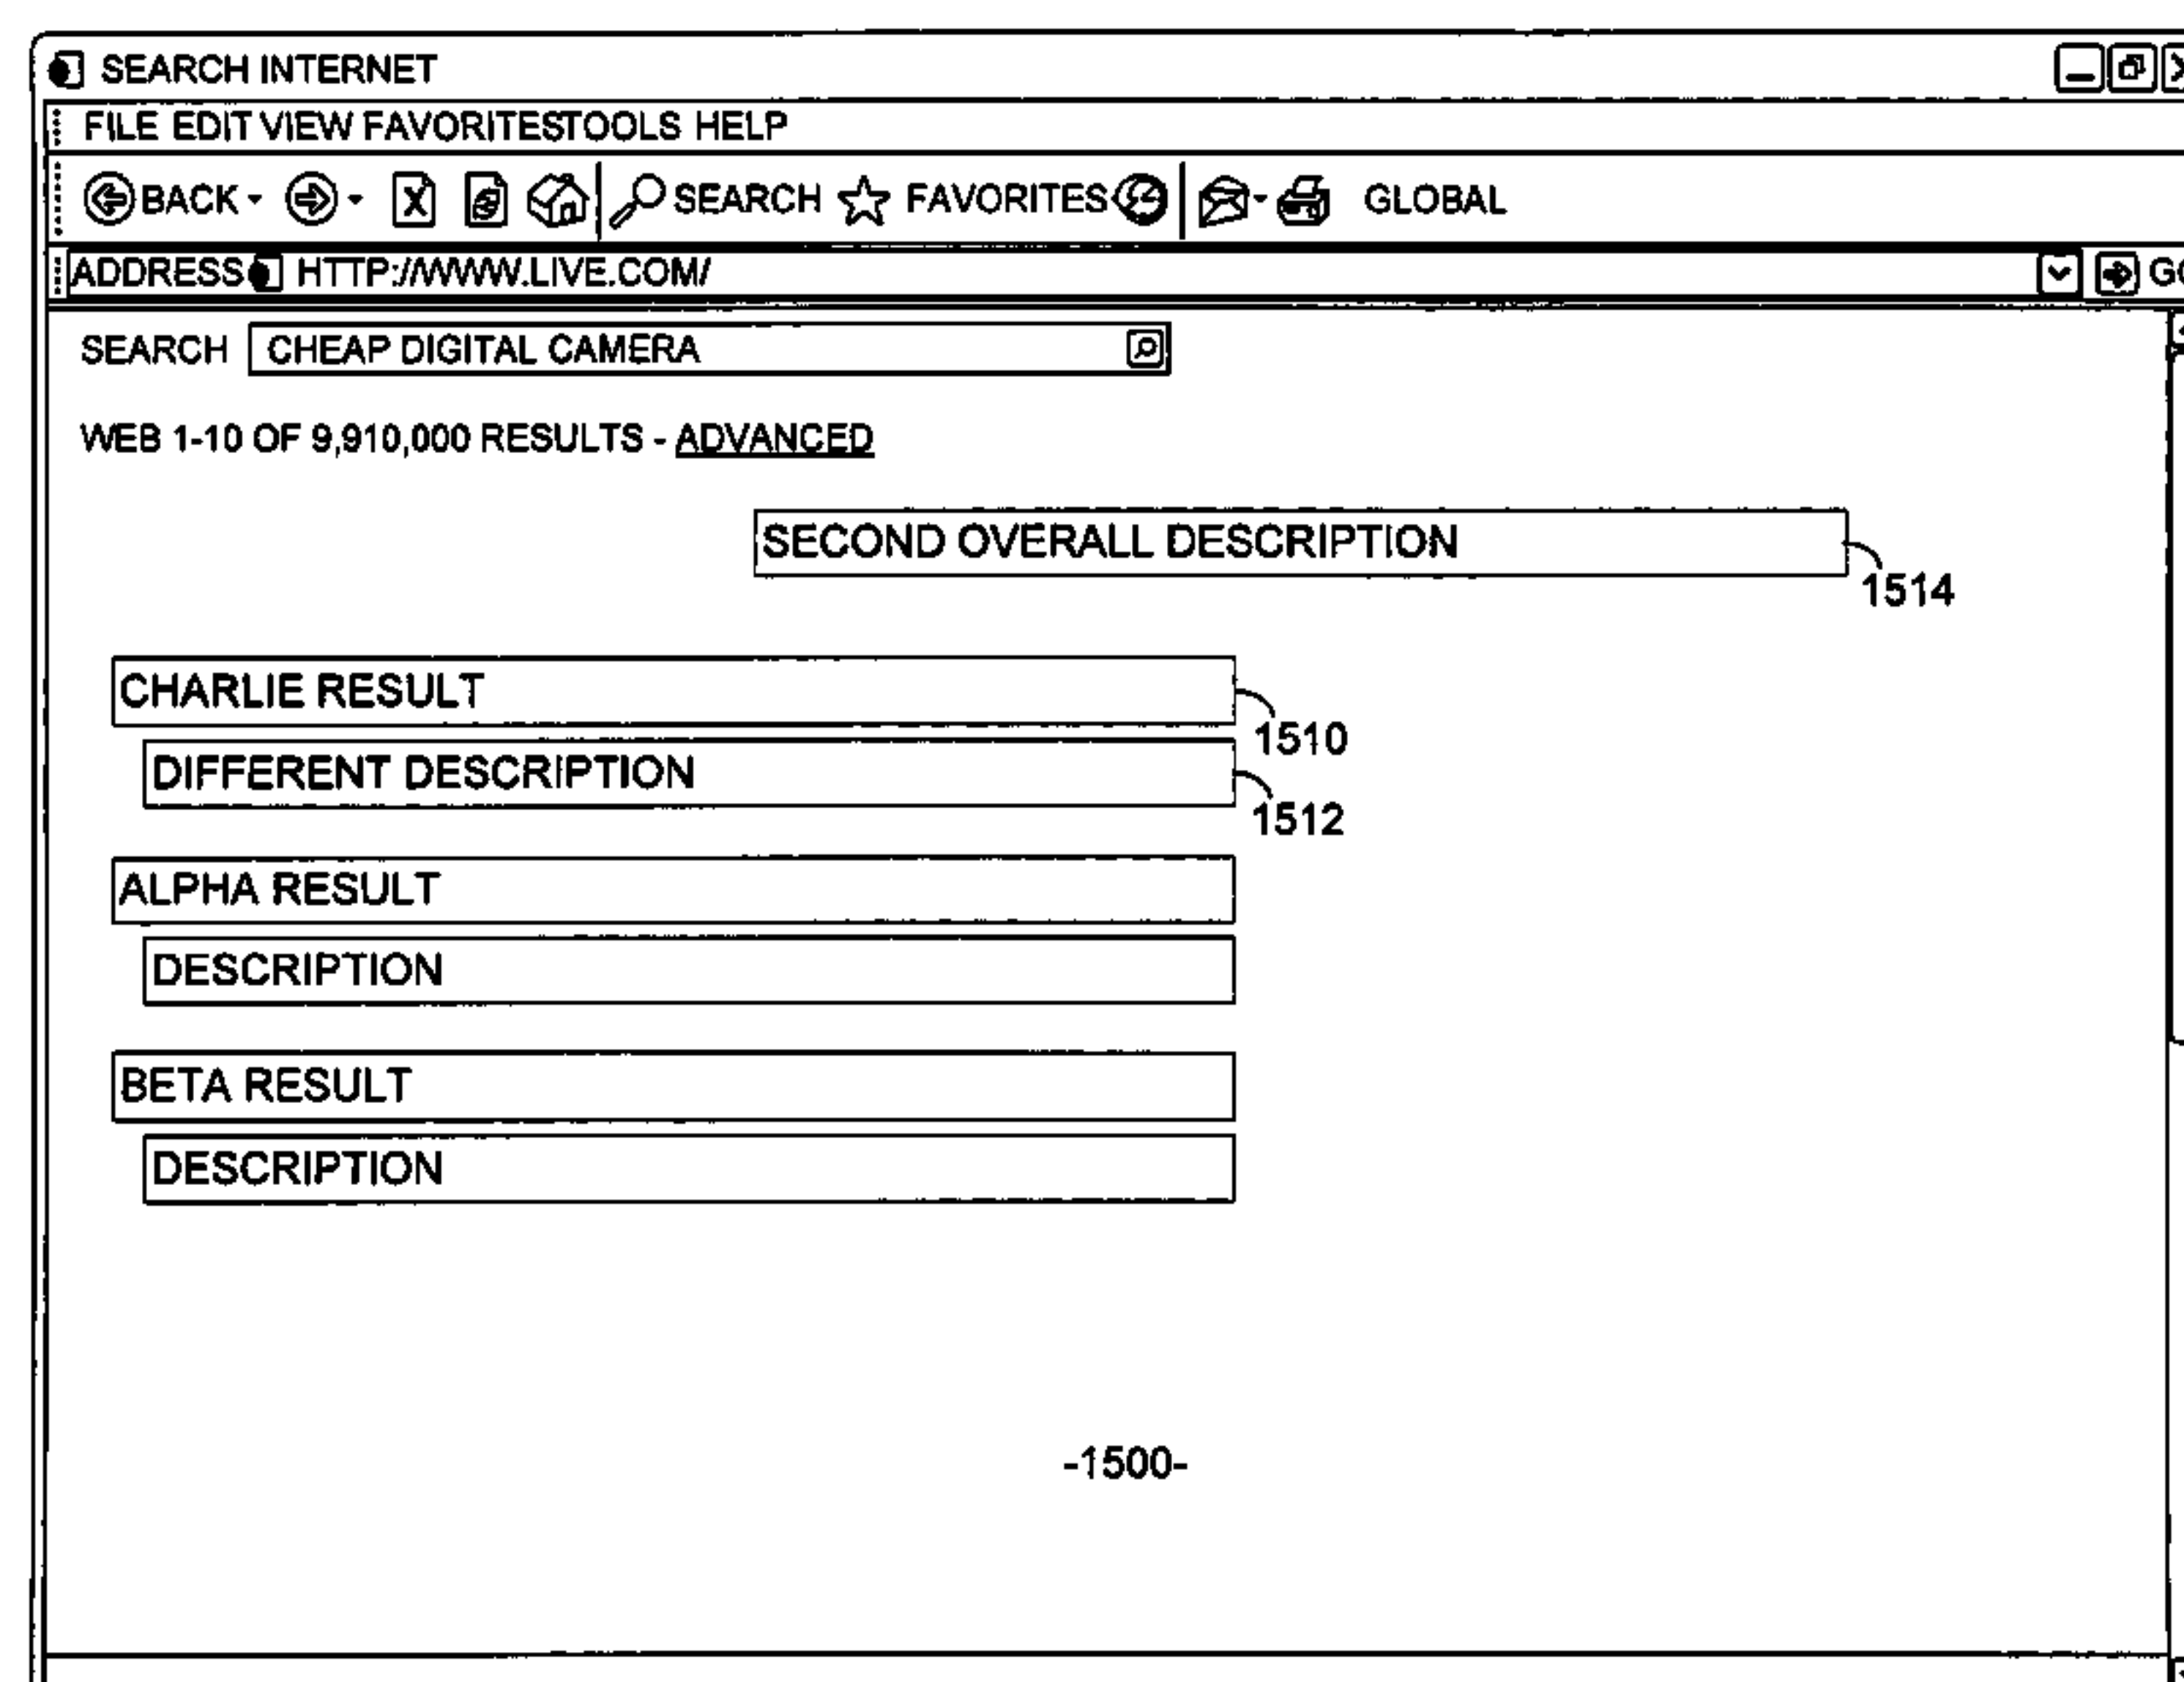 SEARCH INTERNET
FILE EDIT VIEW FAVORITESTOOLS HELP
BACK SEARCH FAVORITES GLOBAL
ADDRESS HTTP://WWW.LIVE.COM/
SEARCH CHEAP DIGITAL CAMERA
WEB 1-10 OF 9,910,000 RESULTS - ADVANCED
SECOND OVERALL DESCRIPTION
1514
CHARLIE RESULT
1510
DIFFERENT DESCRIPTION
1512
ALPHA RESULT
DESCRIPTION
BETA RESULT
DESCRIPTION
-1500-